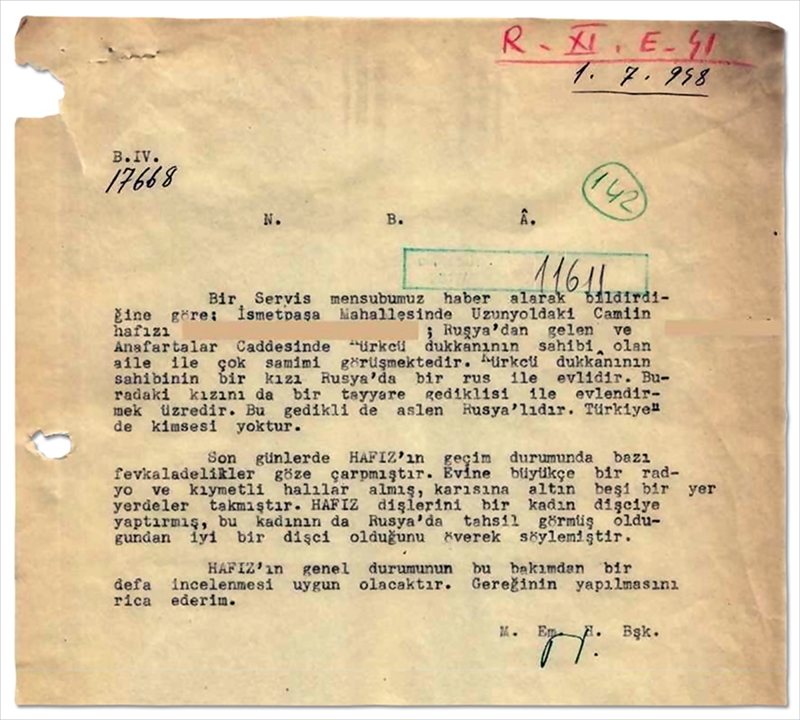 R - XI. E - 41
1. 7. 948
B.IV.
17668
142
N. B. Â.
11611
Bir Servis mensubumuz haber alarak bildirdi-
ğine göre; İsmetpaşa Mahallesinde Uzunyoldaki Camiin
hafızı ; Rusya'dan gelen ve
Anafartalar Caddesinde Kürkcü dukkanının sahibi olan
aile ile çok samimi görüşmektedir. Kürkcü dukkanının
sahibinin bir kızı Rusya'da bir rus ile evlidir. Bu-
radaki kızını da bir tayyare gediklisi ile evlendir-
mek üzredir. Bu gedikli de aslen Rusya'lıdır. Türkiye"
de kimsesi yoktur.
Son günlerde HAFIZ'ın geçim durumunda bazı
fevkaladelikler göze çarpmıştır. Evine büyükçe bir rad-
yo ve kıymetli halılar almış, karısına altın beşi bir yer
yerdeler takmıştır. HAFIZ dişlerini bir kadın dişciye
yaptırmış, bu kadının da Rusya'da tahsil görmüş oldu-
gundan iyi bir dişci olduğunu överek söylemiştir.
HAFIZ'ın genel durumunun bu bakımdan bir
defa incelenmesi uygun olacaktır. Gereğinin yapılmasını
rica ederim.
M. Em. H. Bşk.